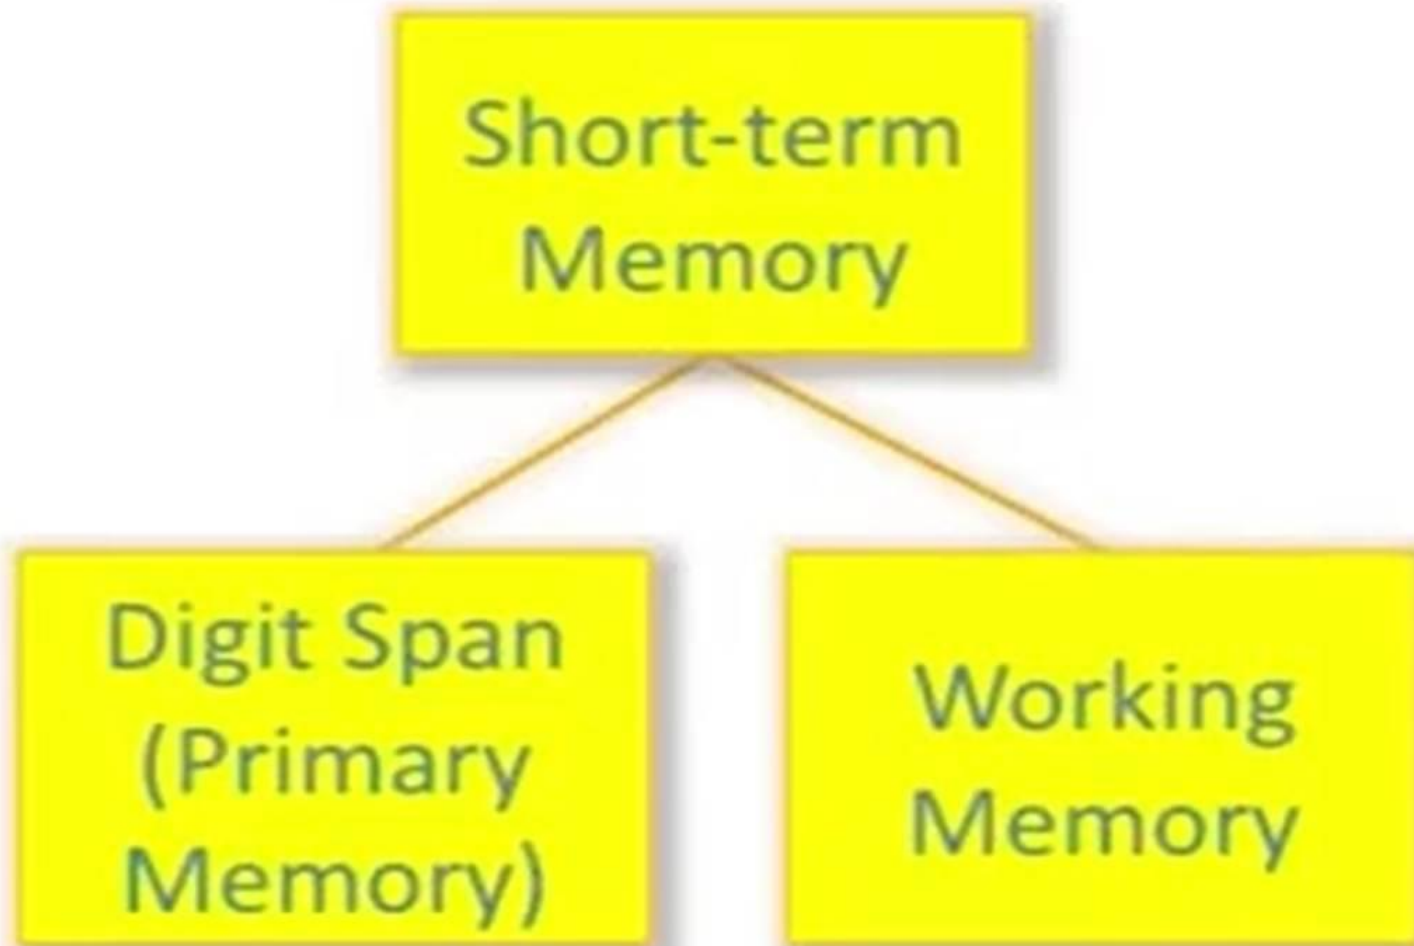 Short-term
Memory
Digit Span
(Primary
Memory)
Working
Memory